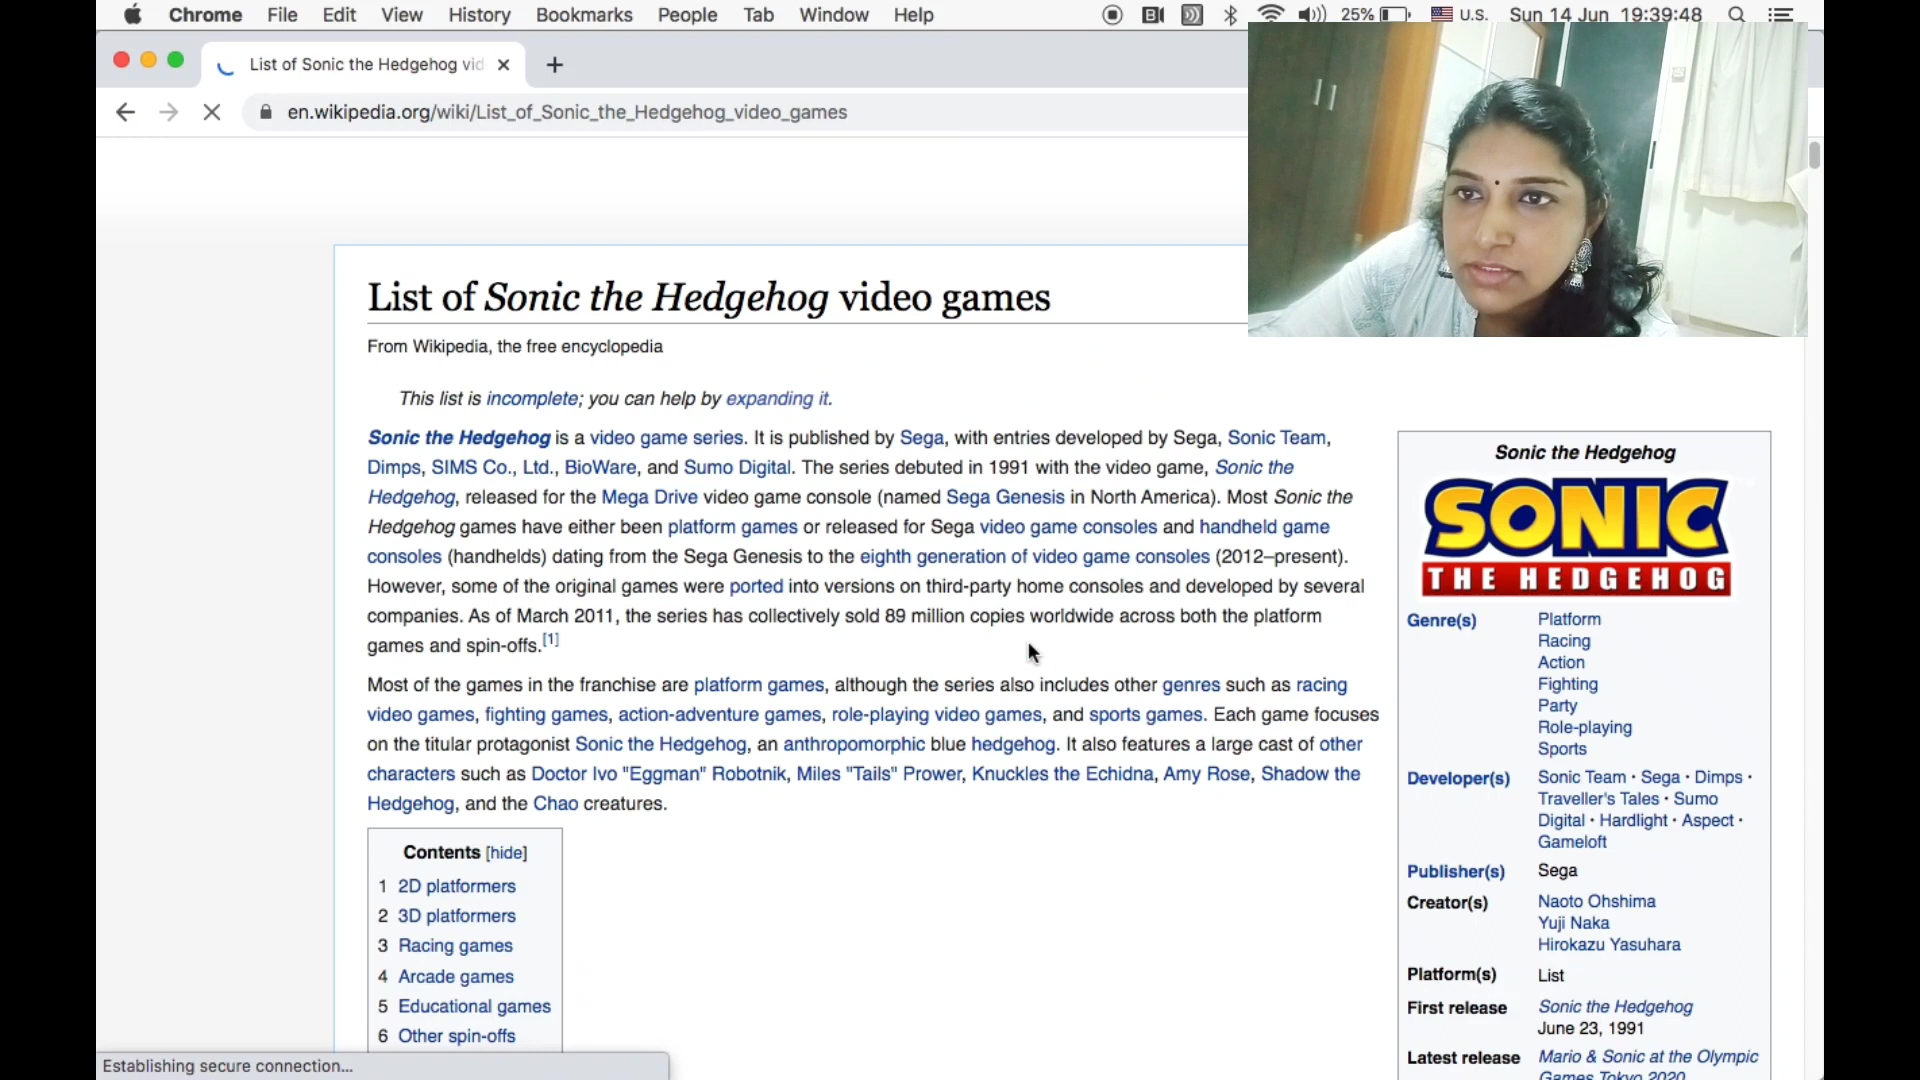 Chrome File Edit View History Bookmarks People Tab Window Help 25% U.S. Sun 14 Jun 19:39:48
List of Sonic the Hedgehog vid
en.wikipedia.org/wiki/List_of_Sonic_the_Hedgehog_video_games
List of Sonic the Hedgehog video games
From Wikipedia, the free encyclopedia
This list is incomplete; you can help by expanding it.
Sonic the Hedgehog is a video game series. It is published by Sega, with entries developed by Sega, Sonic Team,
Dimps, SIMS Co., Ltd., BioWare, and Sumo Digital. The series debuted in 1991 with the video game, Sonic the
Hedgehog, released for the Mega Drive video game console (named Sega Genesis in North America). Most Sonic the
Hedgehog games have either been platform games or released for Sega video game consoles and handheld game
consoles (handhelds) dating from the Sega Genesis to the eighth generation of video game consoles (2012–present).
However, some of the original games were ported into versions on third-party home consoles and developed by several
companies. As of March 2011, the series has collectively sold 89 million copies worldwide across both the platform
games and spin-offs.[1]
Most of the games in the franchise are platform games, although the series also includes other genres such as racing
video games, fighting games, action-adventure games, role-playing video games, and sports games. Each game focuses
on the titular protagonist Sonic the Hedgehog, an anthropomorphic blue hedgehog. It also features a large cast of other
characters such as Doctor Ivo "Eggman" Robotnik, Miles "Tails" Prower, Knuckles the Echidna, Amy Rose, Shadow the
Hedgehog, and the Chao creatures.
Contents [hide]
1 2D platformers
2 3D platformers
3 Racing games
4 Arcade games
5 Educational games
6 Other spin-offs
Sonic the Hedgehog
SONIC
THE HEDGEHOG
Genre(s) Platform
Racing
Action
Fighting
Party
Role-playing
Sports
Developer(s) Sonic Team · Sega · Dimps ·
Traveller's Tales · Sumo
Digital · Hardlight · Aspect ·
Gameloft
Publisher(s) Sega
Creator(s) Naoto Ohshima
Yuji Naka
Hirokazu Yasuhara
Platform(s) List
First release Sonic the Hedgehog
June 23, 1991
Latest release Mario & Sonic at the Olympic
Games Tokyo 2020
Establishing secure connection...